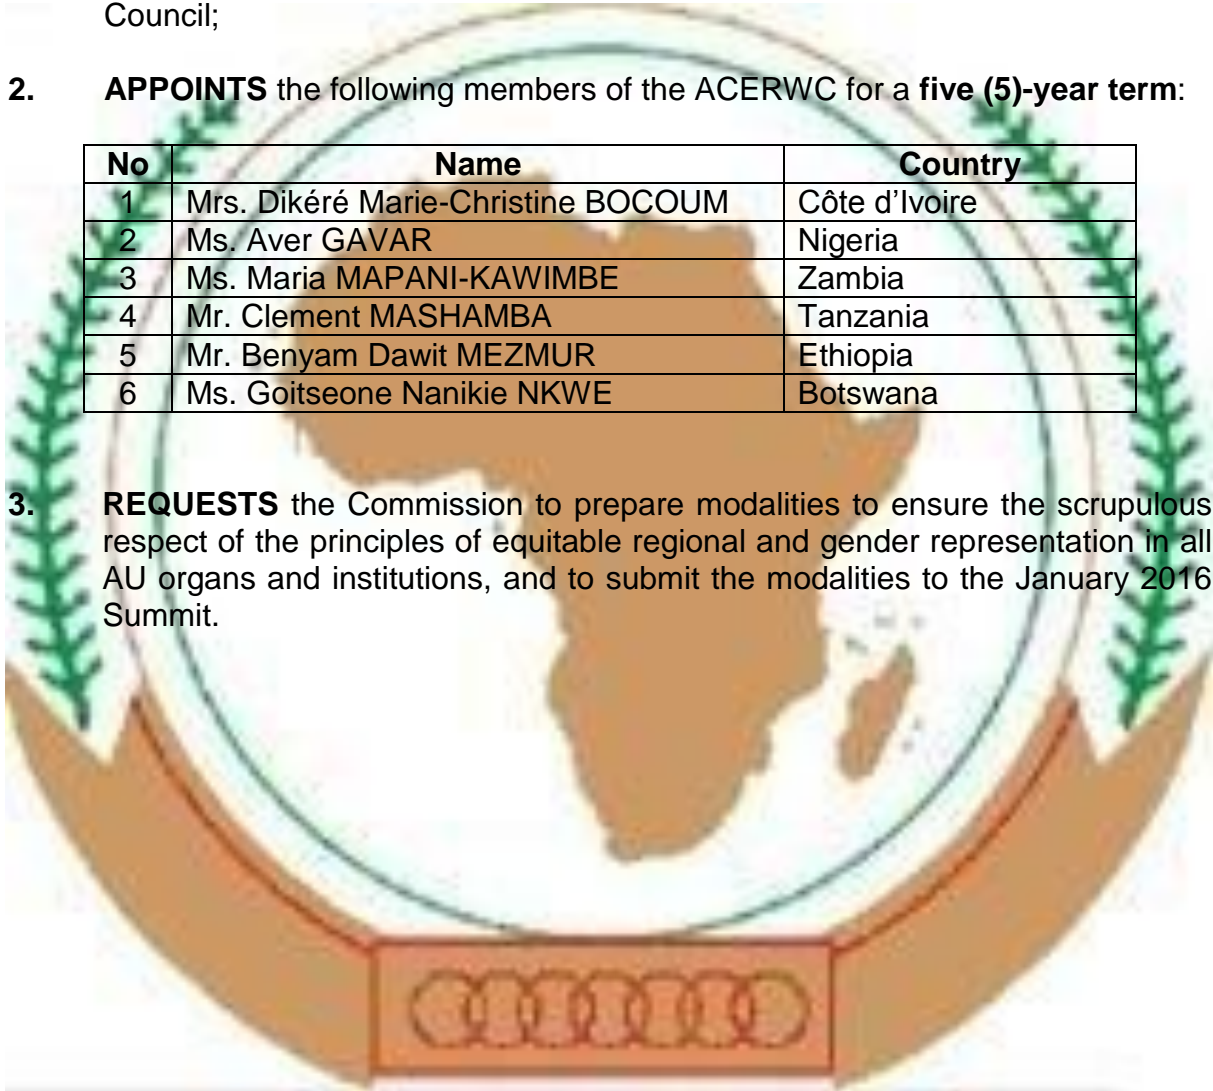 Council;
2. APPOINTS the following members of the ACERWC for a five (5)-year term:
No Name Country
1 Mrs. Dikéré Marie-Christine BOCOUM Côte d’Ivoire
2 Ms. Aver GAVAR Nigeria
3 Ms. Maria MAPANI-KAWIMBE Zambia
4 Mr. Clement MASHAMBA Tanzania
5 Mr. Benyam Dawit MEZMUR Ethiopia
6 Ms. Goitseone Nanikie NKWE Botswana
3. REQUESTS the Commission to prepare modalities to ensure the scrupulous
respect of the principles of equitable regional and gender representation in all
AU organs and institutions, and to submit the modalities to the January 2016
Summit.